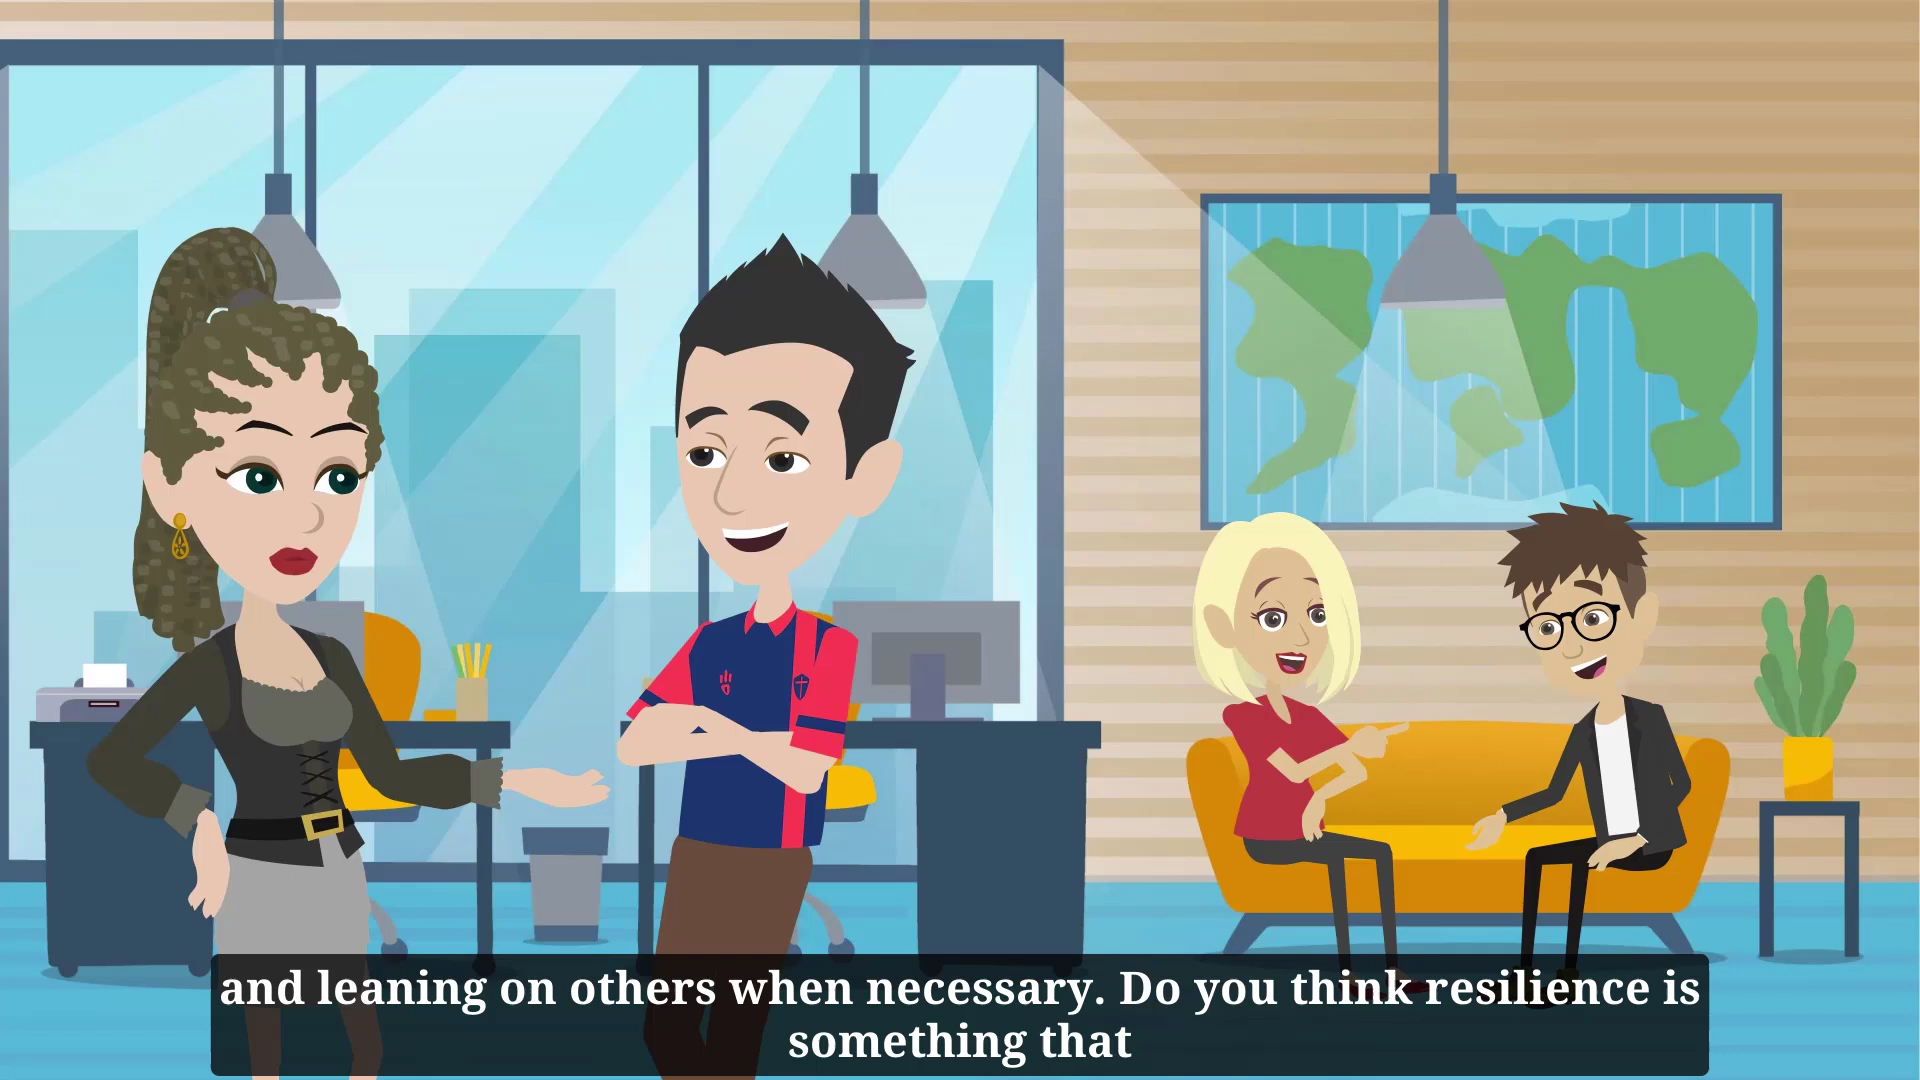 and leaning on others when necessary. Do you think resilience is
something that